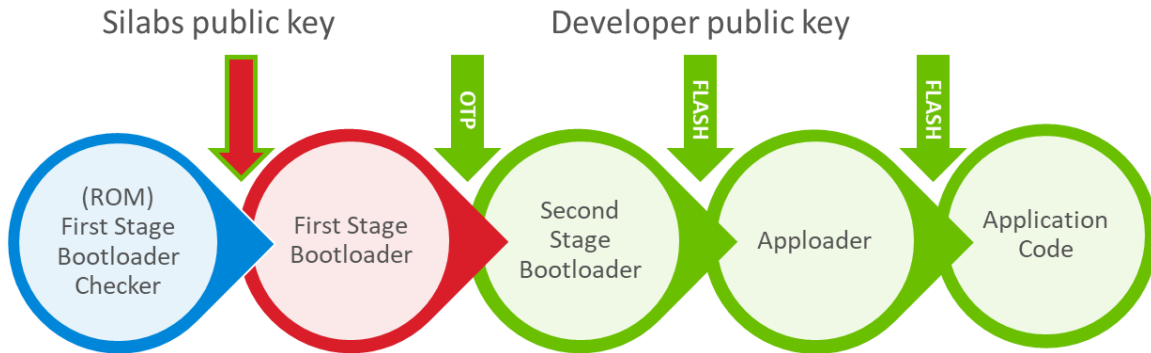 Silabs public key
Developer public key
OTP
FLASH
FLASH
(ROM)
First Stage
Bootloader
Checker
First Stage
Bootloader
Second
Stage
Bootloader
Apploader
Application
Code